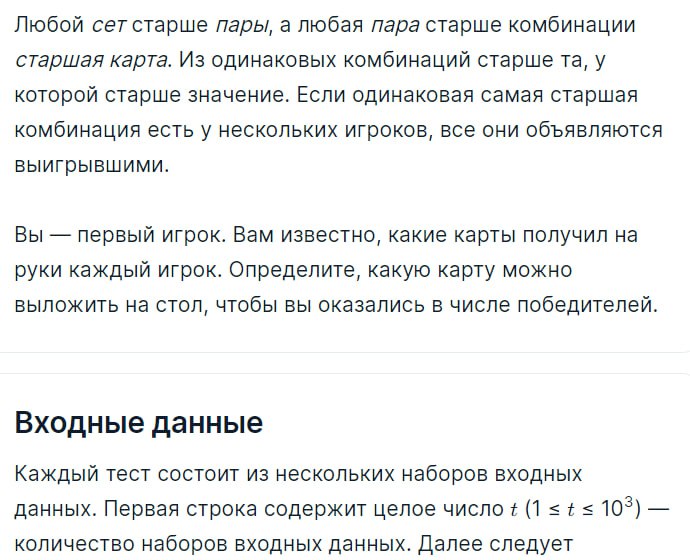 Любой сет старше пары, а любая пара старше комбинации
старшая карта. Из одинаковых комбинаций старше та, у
которой старше значение. Если одинаковая самая старшая
комбинация есть у нескольких игроков, все они объявляются
выигрывшими.
Вы — первый игрок. Вам известно, какие карты получил на
руки каждый игрок. Определите, какую карту можно
выложить на стол, чтобы вы оказались в числе победителей.
Входные данные
Каждый тест состоит из нескольких наборов входных
данных. Первая строка содержит целое число t (1 ≤ t ≤ 10³) —
количество наборов входных данных. Далее следует